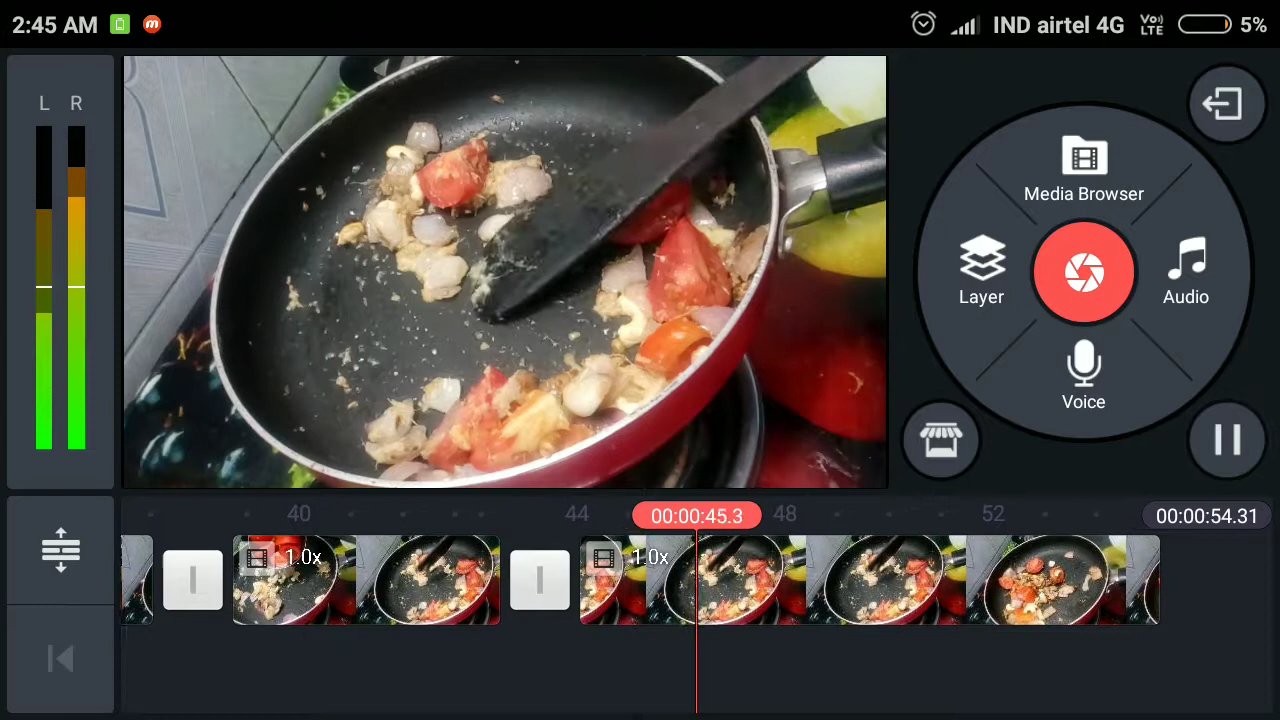 2:45 AM
IND airtel 4G
Vo))
LTE
5%
L R
Media Browser
Layer
Audio
Voice
40
44
48
52
00:00:45.3
00:00:54.31
1.0x
1.0x